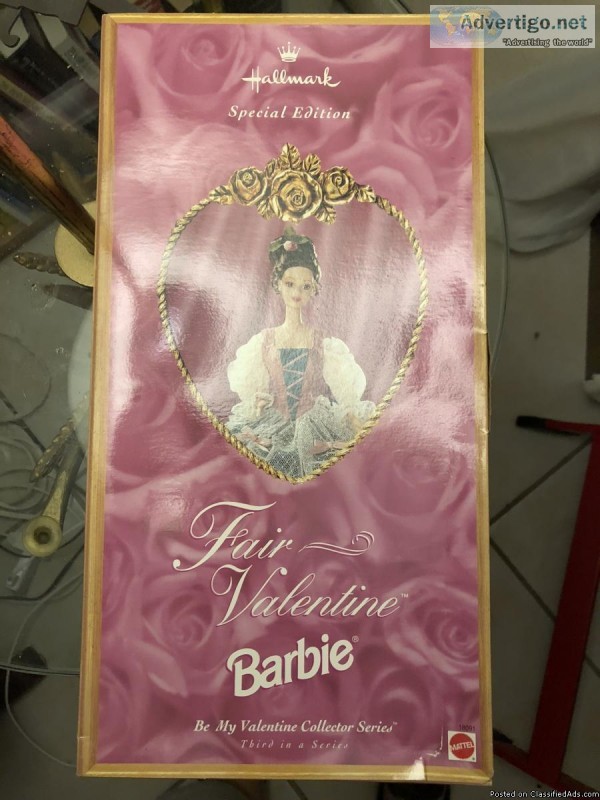 Advertigo.net
"Advertising the world"
Hallmark
Special Edition
Fair
Valentine™
Barbie®
Be My Valentine Collector Series™
Third in a Series
MATTEL
Posted on ClassifiedAds.com